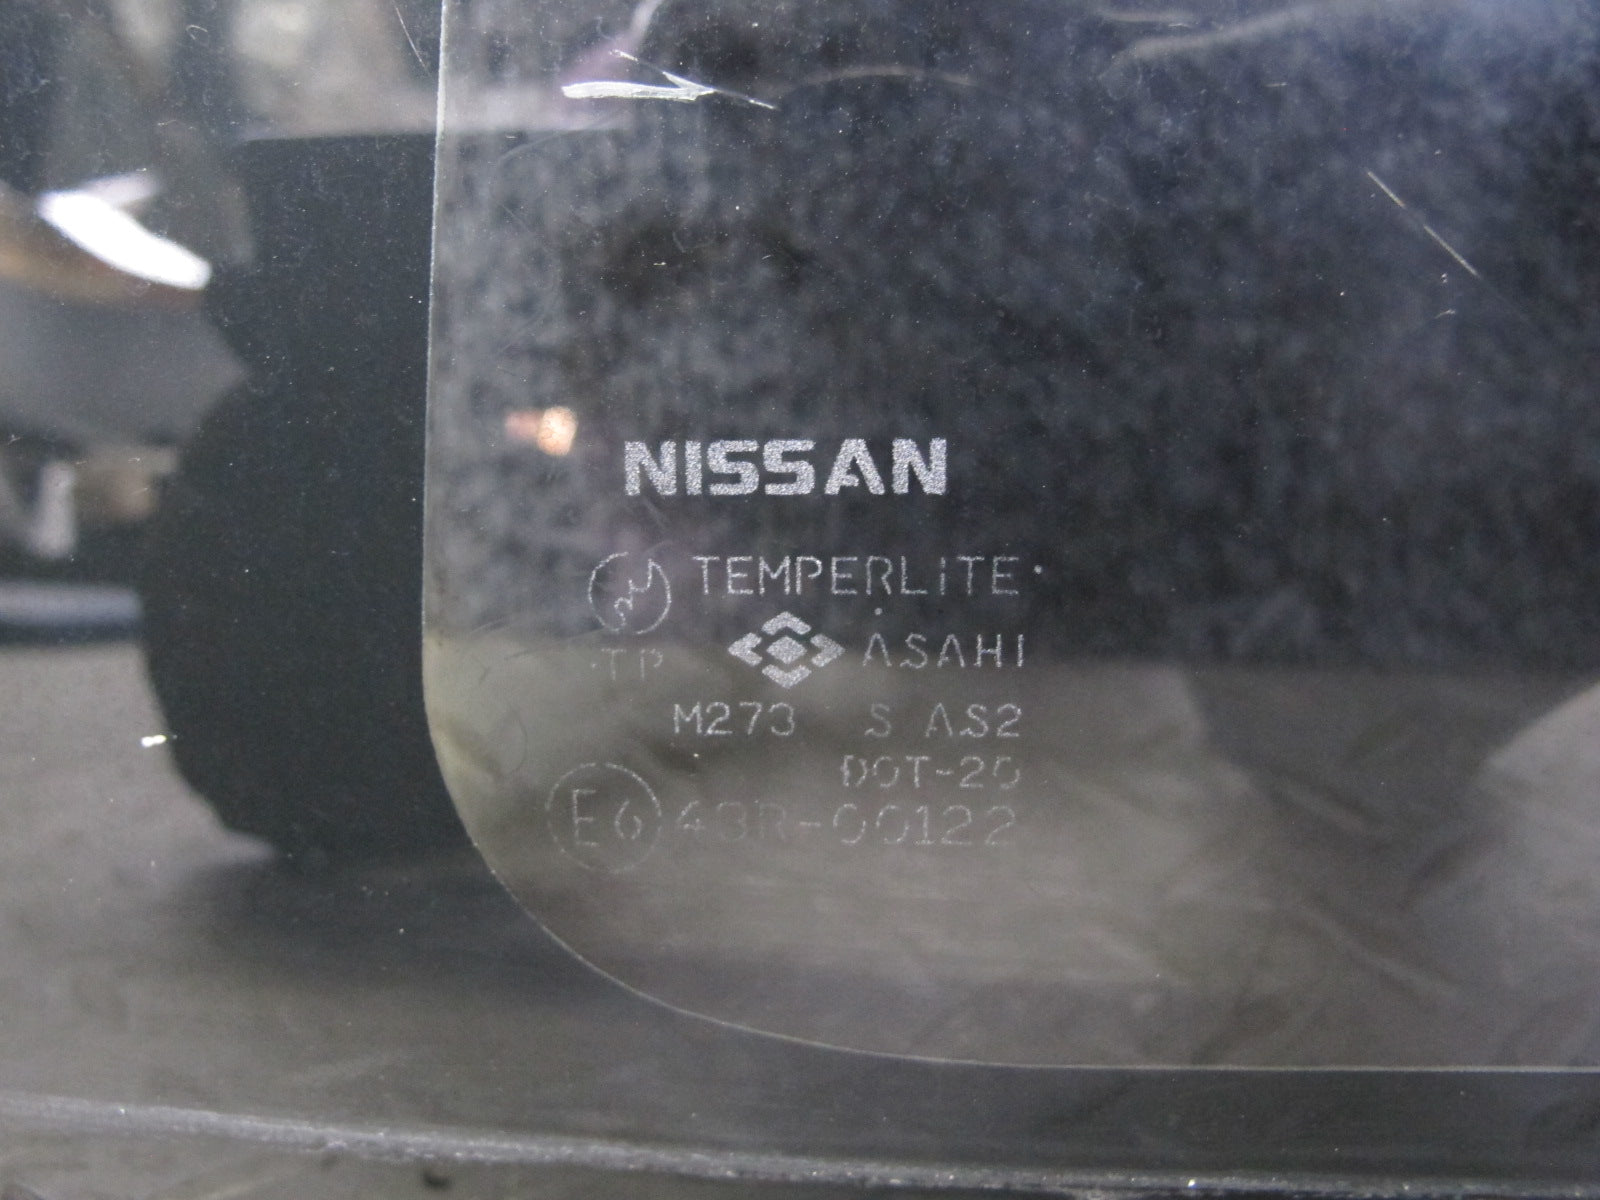 NISSAN
TEMPERLITE
TP
ASAHI
M273 S AS2
DOT-20
E6 43R-00122